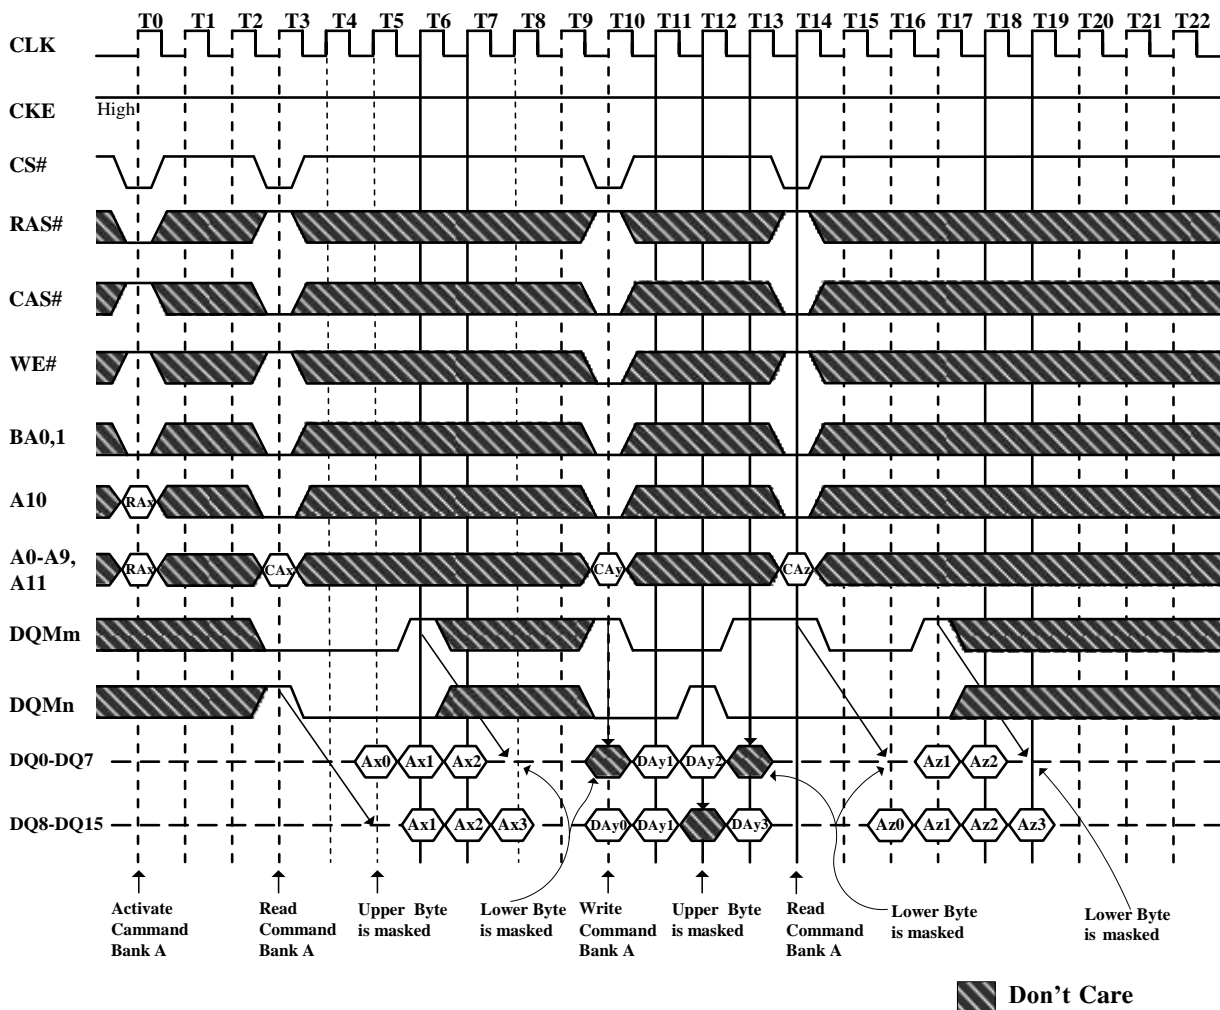 T0 T1 T2 T3 T4 T5 T6 T7 T8 T9 T10 T11 T12 T13 T14 T15 T16 T17 T18 T19 T20 T21 T22
CLK
CKE High
CS#
RAS#
CAS#
WE#
BA0,1
A10 RAx
A0-A9,
A11
RAx CAx CAy CAz
DQMm
DQMn
DQ0-DQ7 Ax0 Ax1 Ax2 DAy1 DAy2 Az1 Az2
DQ8-DQ15 Ax1 Ax2 Ax3 DAy0 DAy1 DAy3 Az0 Az1 Az2 Az3
Activate
Cammand
Bank A
Read
Command
Bank A
Upper Byte
is masked
Lower Byte
is masked
Write
Command
Bank A
Upper Byte
is masked
Read
Command
Bank A
Lower Byte
is masked
Lower Byte
is masked
Don't Care